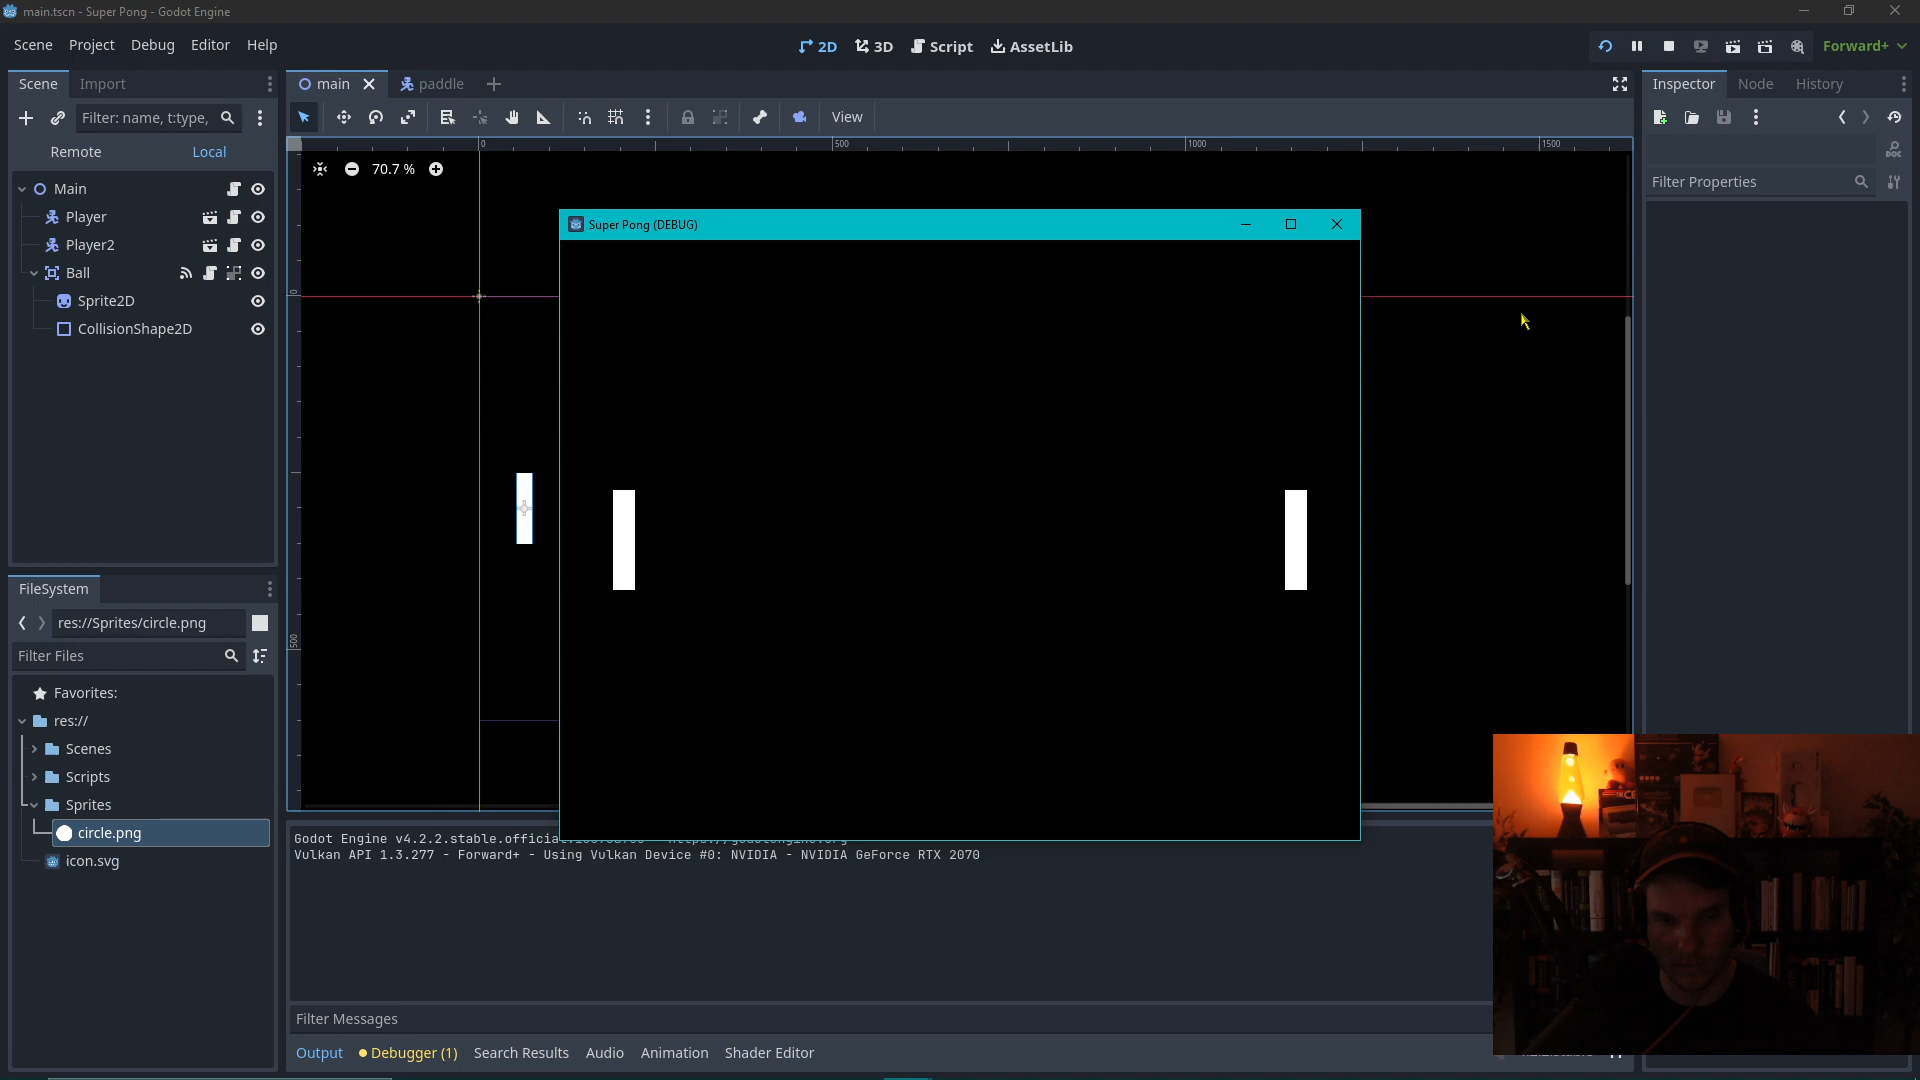 main.tscn - Super Pong - Godot Engine
Scene Project Debug Editor Help
2D 3D Script AssetLib
Forward+
Scene Import
main paddle
Inspector Node History
Filter: name, t:type,
View
Remote Local
0 500 1000 1500
70.7 %
Filter Properties
Main
Player
Player2
Ball
Sprite2D
CollisionShape2D
Super Pong (DEBUG)
0
500
FileSystem
res://Sprites/circle.png
Filter Files
Favorites:
res://
Scenes
Scripts
Sprites
circle.png
icon.svg
Godot Engine v4.2.2.stable.officia
Vulkan API 1.3.277 - Forward+ - Using Vulkan Device #0: NVIDIA - NVIDIA GeForce RTX 2070
Filter Messages
Output Debugger (1) Search Results Audio Animation Shader Editor